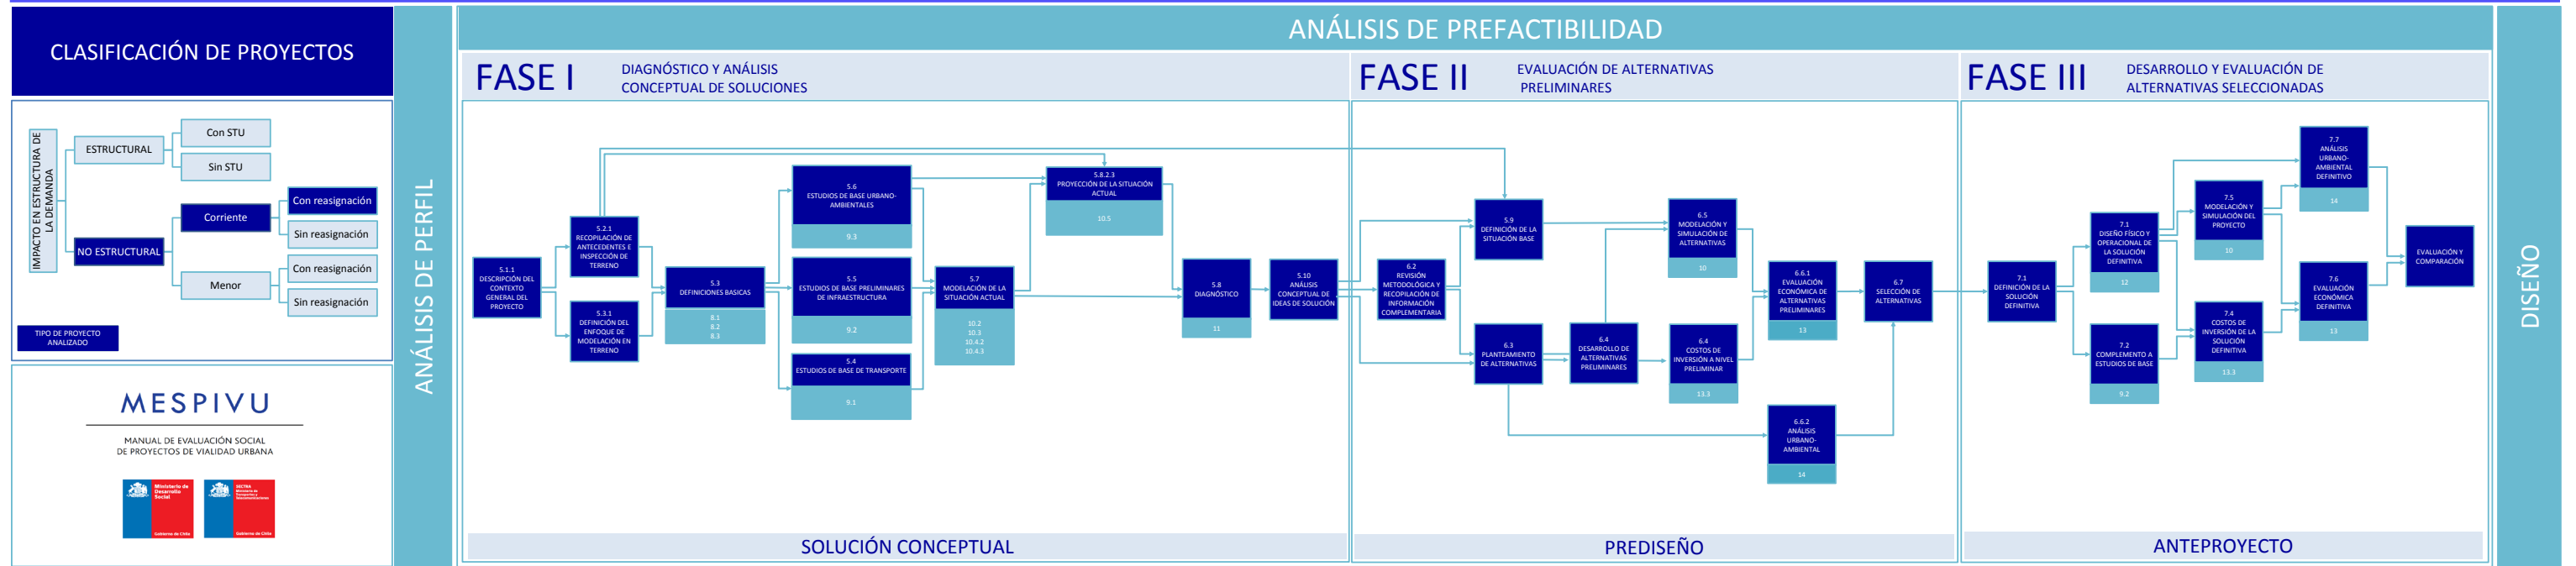 CLASIFICACIÓN DE PROYECTOS
IMPACTO EN ESTRUCTURA DE
LA DEMANDA
ESTRUCTURAL
Con STU
Sin STU
NO ESTRUCTURAL
Corriente
Con reasignación
Sin reasignación
Menor
Con reasignación
Sin reasignación
TIPO DE PROYECTO
ANALIZADO
MESPIVU
MANUAL DE EVALUACIÓN SOCIAL
DE PROYECTOS DE VIALIDAD URBANA
Ministerio de
Desarrollo
Social
Gobierno de Chile
SECTRA
Ministerio de
Transportes y
Telecomunicaciones
Gobierno de Chile
ANÁLISIS DE PERFIL
ANÁLISIS DE PREFACTIBILIDAD
FASE I
DIAGNÓSTICO Y ANÁLISIS
CONCEPTUAL DE SOLUCIONES
5.1.1
DESCRIPCIÓN DEL
CONTEXTO
GENERAL DEL
PROYECTO
5.2.1
RECOPILACIÓN DE
ANTECEDENTES E
INSPECCIÓN DE
TERRENO
5.3.1
DEFINICIÓN DEL
ENFOQUE DE
MODELACIÓN EN
TERRENO
5.3
DEFINICIONES BASICAS
8.1
8.2
8.3
5.6
ESTUDIOS DE BASE URBANO-
AMBIENTALES
9.3
5.5
ESTUDIOS DE BASE PRELIMINARES
DE INFRAESTRUCTURA
9.2
5.4
ESTUDIOS DE BASE DE TRANSPORTE
9.1
5.7
MODELACIÓN DE LA
SITUACIÓN ACTUAL
10.2
10.3
10.4.2
10.4.3
5.8.2.3
PROYECCIÓN DE LA SITUACIÓN
ACTUAL
10.5
5.8
DIAGNÓSTICO
11
5.10
ANÁLISIS
CONCEPTUAL DE
IDEAS DE SOLUCIÓN
SOLUCIÓN CONCEPTUAL
FASE II
EVALUACIÓN DE ALTERNATIVAS
PRELIMINARES
6.2
REVISIÓN
METODOLÓGICA Y
RECOPILACIÓN DE
INFORMACIÓN
COMPLEMENTARIA
5.9
DEFINICIÓN DE LA
SITUACIÓN BASE
6.3
PLANTEAMIENTO
DE ALTERNATIVAS
6.4
DESARROLLO DE
ALTERNATIVAS
PRELIMINARES
6.5
MODELACIÓN Y
SIMULACIÓN DE
ALTERNATIVAS
10
6.4
COSTOS DE
INVERSIÓN A NIVEL
PRELIMINAR
13.3
6.6.1
EVALUACIÓN
ECONÓMICA DE
ALTERNATIVAS
PRELIMINARES
13
6.6.2
ANÁLISIS
URBANO-
AMBIENTAL
14
6.7
SELECCIÓN DE
ALTERNATIVAS
PREDISEÑO
FASE III
DESARROLLO Y EVALUACIÓN DE
ALTERNATIVAS SELECCIONADAS
7.1
DEFINICIÓN DE LA
SOLUCIÓN
DEFINITIVA
7.1
DISEÑO FÍSICO Y
OPERACIONAL DE
LA SOLUCIÓN
DEFINITIVA
12
7.2
COMPLEMENTO A
ESTUDIOS DE BASE
9.2
7.5
MODELACIÓN Y
SIMULACIÓN DEL
PROYECTO
10
7.4
COSTOS DE
INVERSIÓN DE LA
SOLUCIÓN
DEFINITIVA
13.3
7.7
ANÁLISIS
URBANO-
AMBIENTAL
DEFINITIVO
14
7.6
EVALUACIÓN
ECONÓMICA
DEFINITIVA
13
EVALUACIÓN Y
COMPARACIÓN
ANTEPROYECTO
DISEÑO